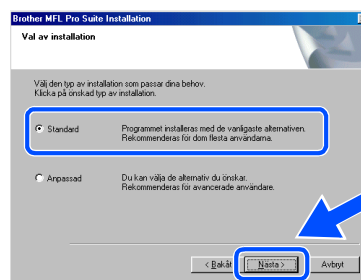 Brother MFL Pro Suite Installation
Val av installation
Välj den typ av installation som passar dina behov.
Klicka på önskad typ av installation.
Standard
Programmet installeras med de vanligaste alternativen.
Rekommenderas för dom flesta användarna.
Anpassad
Du kan välja de alternativ du önskar.
Rekommenderas för avancerade användare.
< Bakåt
Nästa >
Avbryt